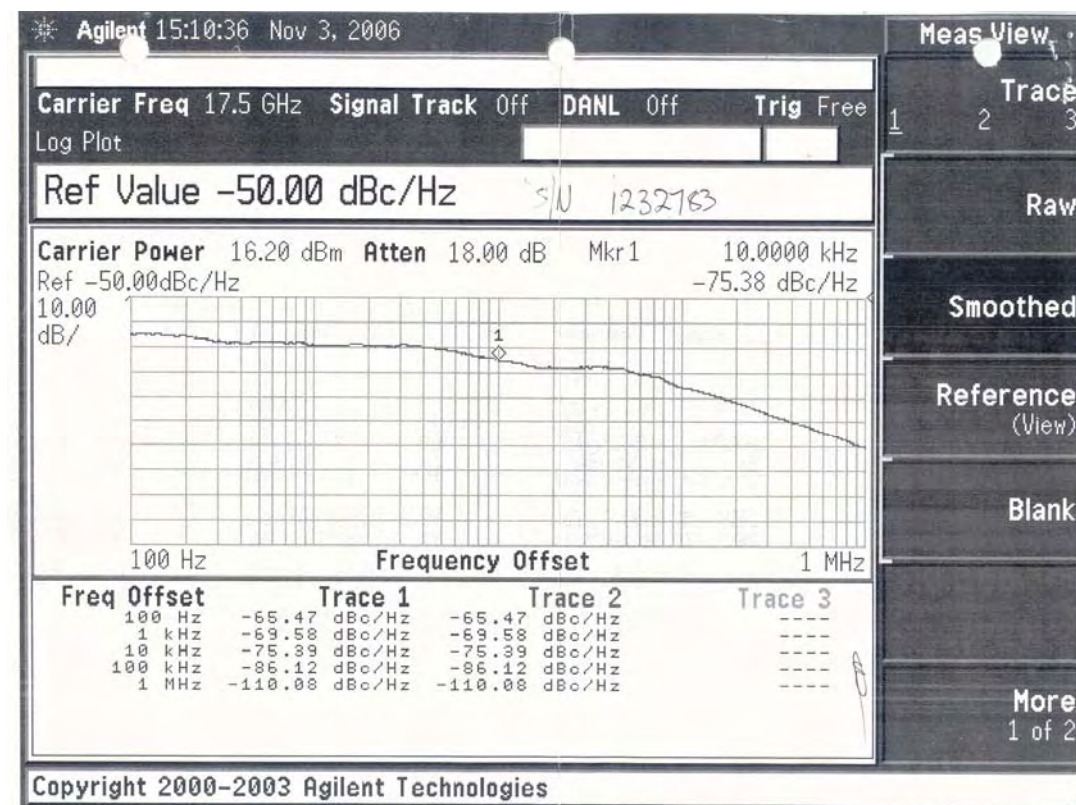 Agilent 15:10:36 Nov 3, 2006
Meas View
Carrier Freq 17.5 GHz Signal Track Off DANL Off Trig Free
Log Plot
Ref Value -50.00 dBc/Hz S/N 1232763
Carrier Power 16.20 dBm Atten 18.00 dB Mkr1 10.0000 kHz
Ref -50.00dBc/Hz -75.38 dBc/Hz
10.00
dB/
1
100 Hz Frequency Offset 1 MHz
Freq Offset Trace 1 Trace 2 Trace 3
100 Hz -65.47 dBc/Hz -65.47 dBc/Hz ----
1 kHz -69.58 dBc/Hz -69.58 dBc/Hz ----
10 kHz -75.39 dBc/Hz -75.39 dBc/Hz ----
100 kHz -86.12 dBc/Hz -86.12 dBc/Hz ----
1 MHz -110.08 dBc/Hz -110.08 dBc/Hz ----
Trace
1 2 3
Raw
Smoothed
Reference
(View)
Blank
More
1 of 2
Copyright 2000-2003 Agilent Technologies